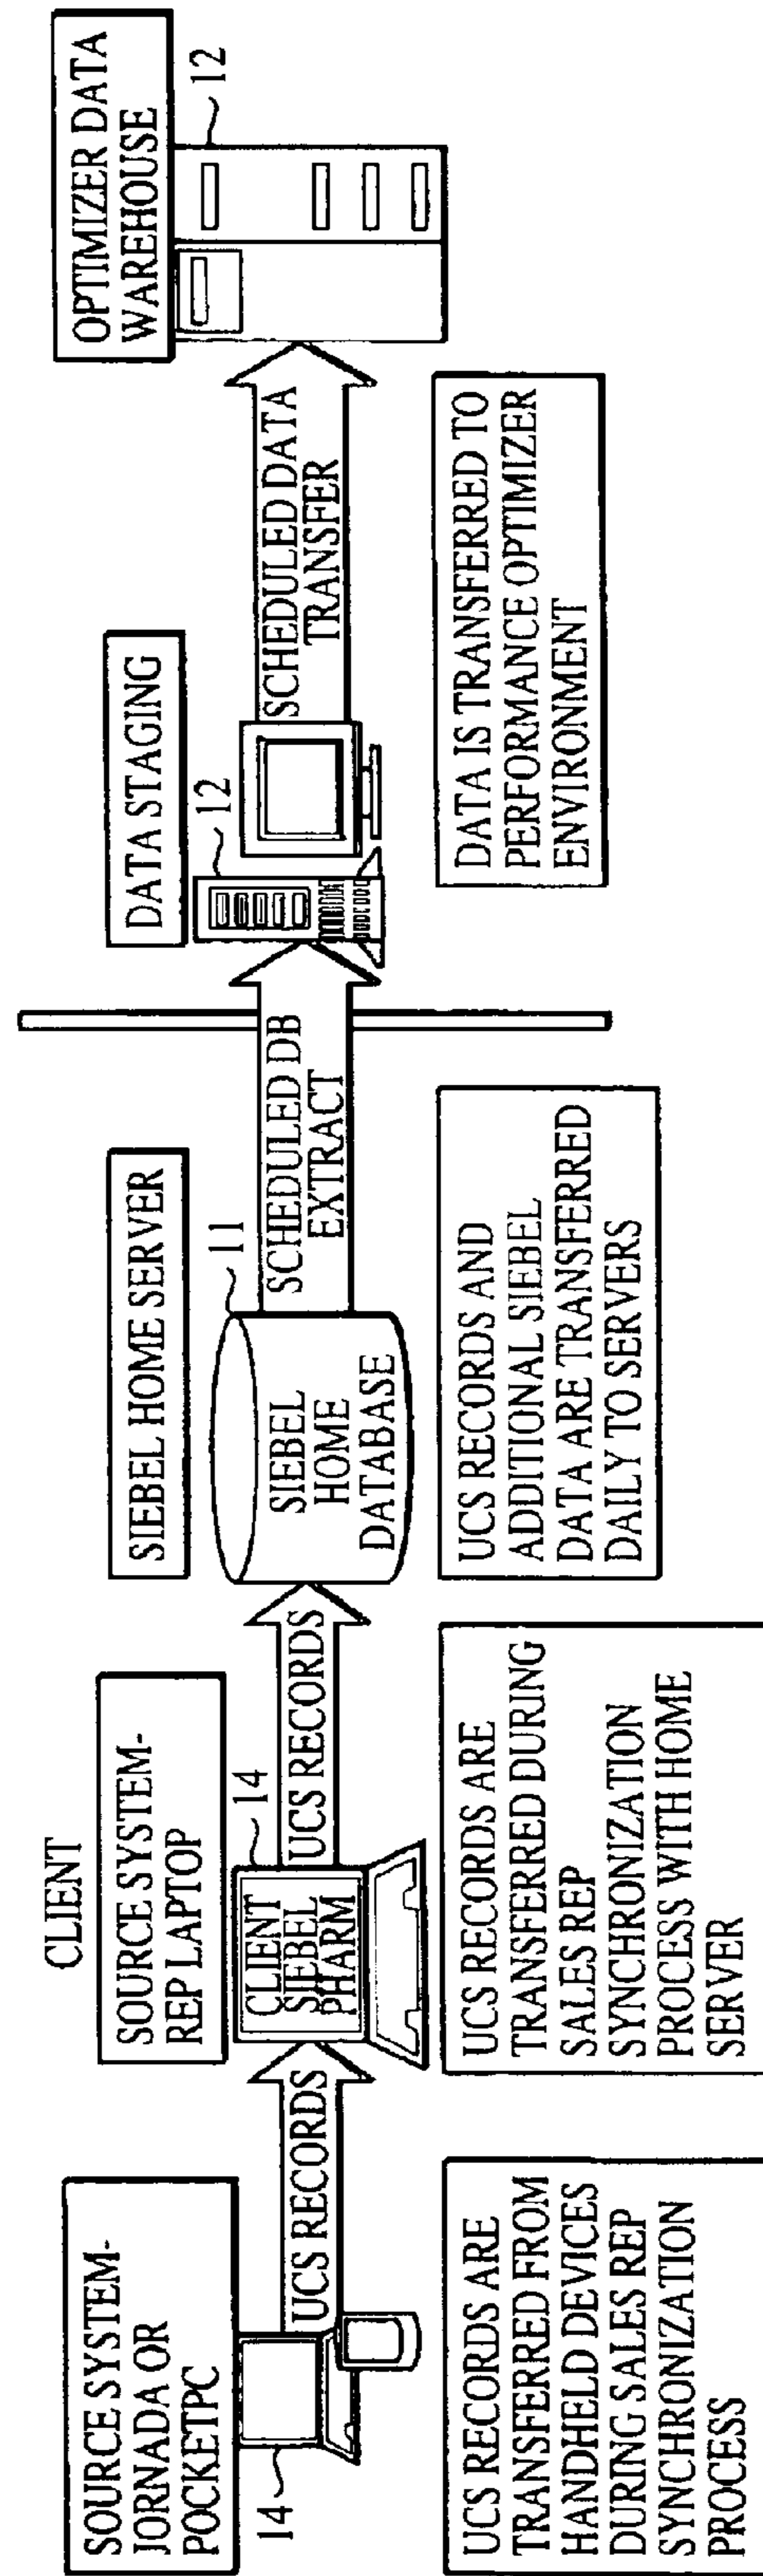 CLIENT
SOURCE SYSTEM-
JORNADA OR
POCKETPC
14
UCS RECORDS
UCS RECORDS ARE
TRANSFERRED FROM
HANDHELD DEVICES
DURING SALES REP
SYNCHRONIZATION
PROCESS
SOURCE SYSTEM-
REP LAPTOP
14
CLIENT
SIEBEL
PHARM
UCS RECORDS
UCS RECORDS ARE
TRANSFERRED DURING
SALES REP
SYNCHRONIZATION
PROCESS WITH HOME
SERVER
SIEBEL HOME SERVER
11
SIEBEL
HOME
DATABASE
SCHEDULED DB
EXTRACT
UCS RECORDS AND
ADDITIONAL SIEBEL
DATA ARE TRANSFERRED
DAILY TO SERVERS
DATA STAGING
12
SCHEDULED DATA
TRANSFER
DATA IS TRANSFERRED TO
PERFORMANCE OPTIMIZER
ENVIRONMENT
OPTIMIZER DATA
WAREHOUSE
12